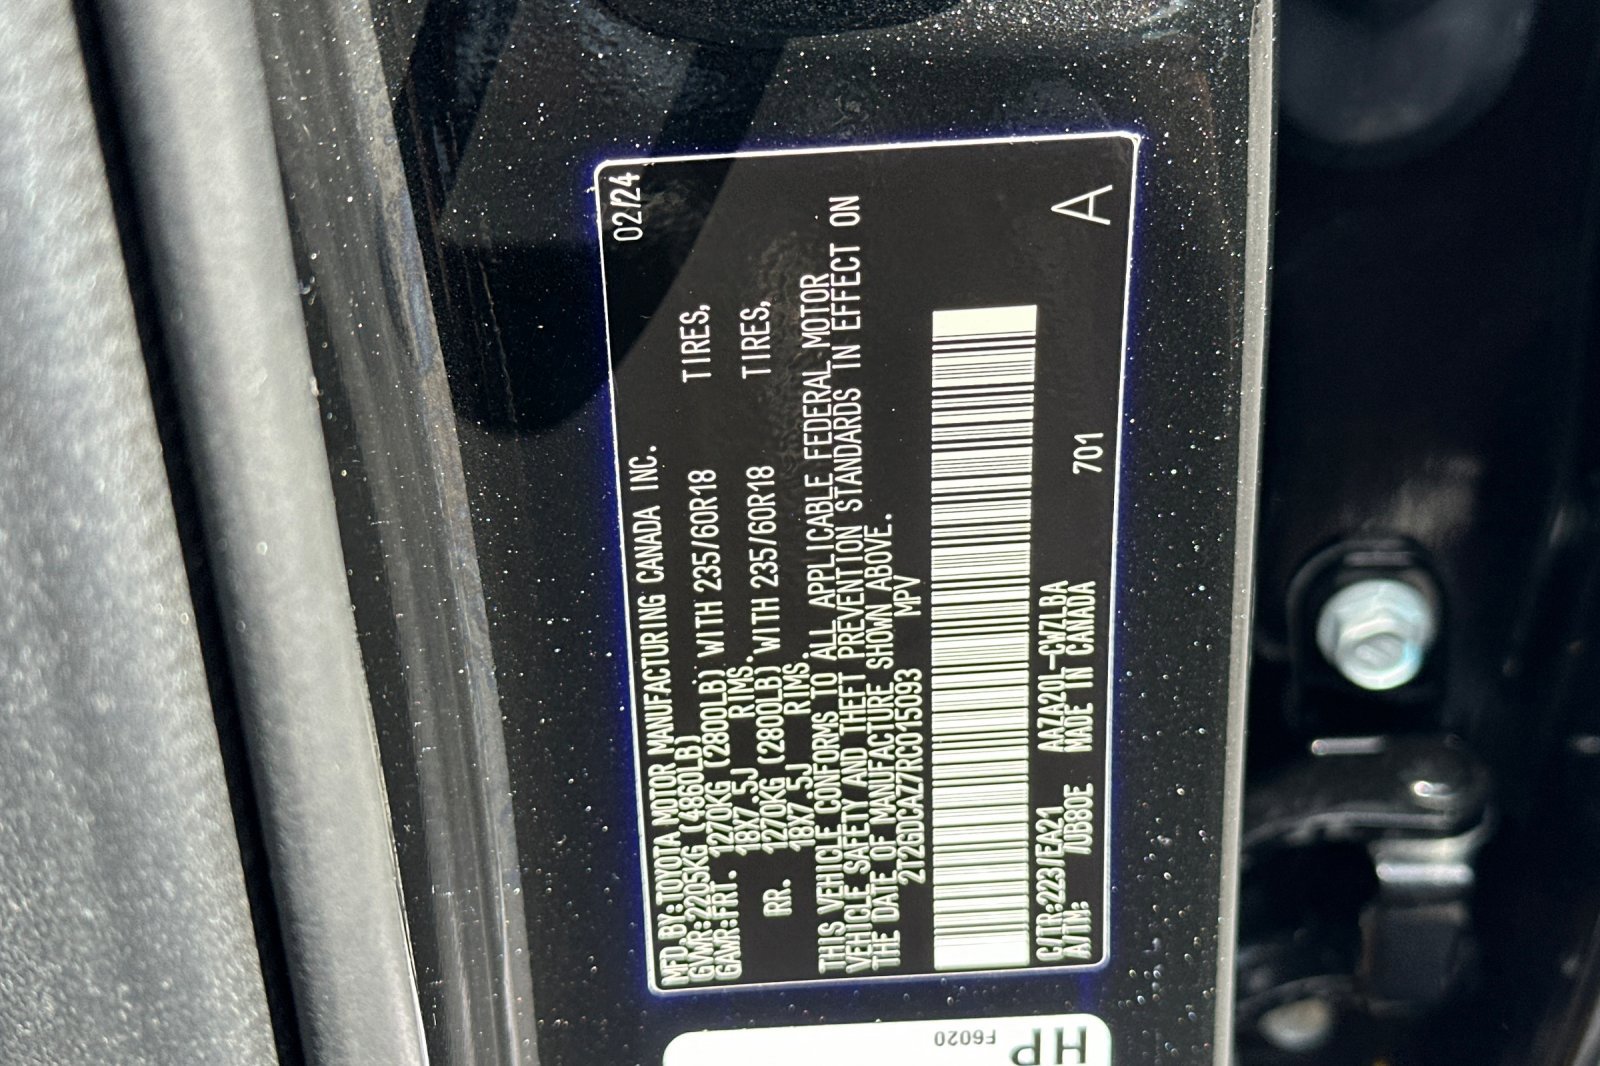 MFD.BY:TOYOTA MOTOR MANUFACTURING CANADA INC. 02/24
GVWR:2205KG (4860LB)
GAWR:FRT. 1270KG (2800LB) WITH 235/60R18 TIRES,
18X7.5J RIMS.
RR. 1270KG (2800LB) WITH 235/60R18 TIRES,
18X7.5J RIMS.
THIS VEHICLE CONFORMS TO ALL APPLICABLE FEDERAL MOTOR
VEHICLE SAFETY AND THEFT PREVENTION STANDARDS IN EFFECT ON
THE DATE OF MANUFACTURE SHOWN ABOVE.
2T2GDCAZ7RC015093 MPV
C/TR:223/EA21 AAZA20L-CWZLBA 701 A
A/TM: /UB80E MADE IN CANADA
HP
F6020